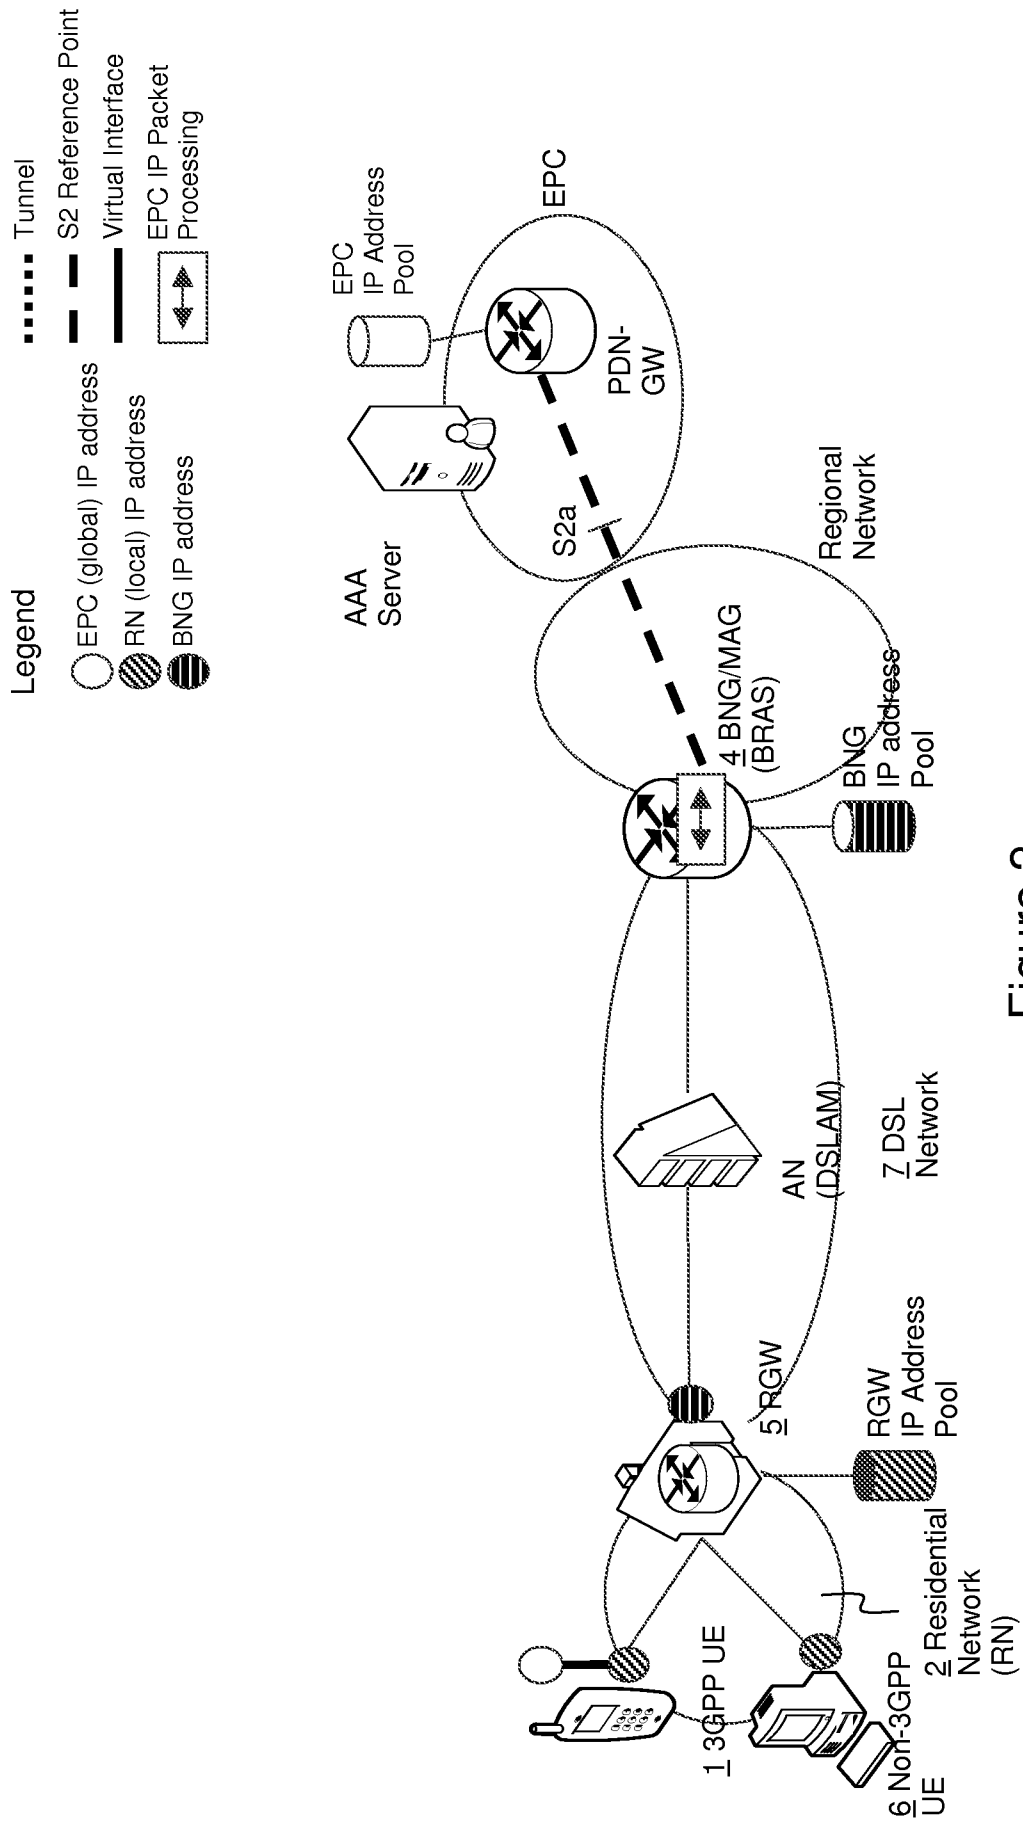 Legend
EPC (global) IP address
RN (local) IP address
BNG IP address
Tunnel
S2 Reference Point
Virtual Interface
EPC IP Packet
Processing
AAA
Server
EPC
IP Address
Pool
EPC
PDN-
GW
S2a
Regional
Network
4 BNG/MAG
(BRAS)
BNG
IP address
Pool
AN
(DSLAM)
7 DSL
Network
5 RGW
RGW
IP Address
Pool
1 3GPP UE
2 Residential
Network
(RN)
6 Non-3GPP
UE